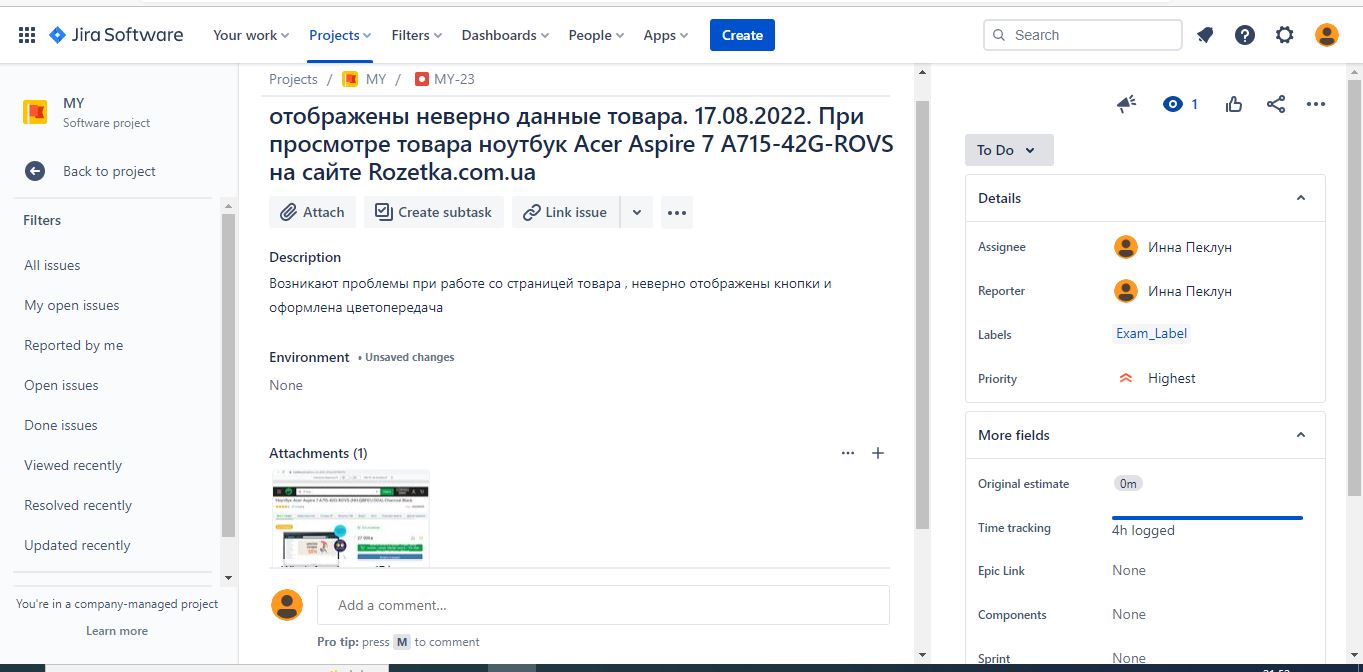 Jira Software Your work Projects Filters Dashboards People Apps Create Search 
MY
Software project
Back to project
Filters
All issues
My open issues
Reported by me
Open issues
Done issues
Viewed recently
Resolved recently
Updated recently
You're in a company-managed project
Learn more
Projects / MY / MY-23
отображены неверно данные товара. 17.08.2022. При
просмотре товара ноутбук Acer Aspire 7 A715-42G-ROVS
на сайте Rozetka.com.ua
Attach Create subtask Link issue
Description
Возникают проблемы при работе со страницей товара , неверно отображены кнопки и
оформлена цветопередача
Environment • Unsaved changes
None
Attachments (1)
Add a comment...
Pro tip: press M to comment
1
To Do
Details
Assignee Инна Пеклун
Reporter Инна Пеклун
Labels Exam_Label
Priority Highest
More fields
Original estimate 0m
Time tracking 4h logged
Epic Link None
Components None
Sprint None